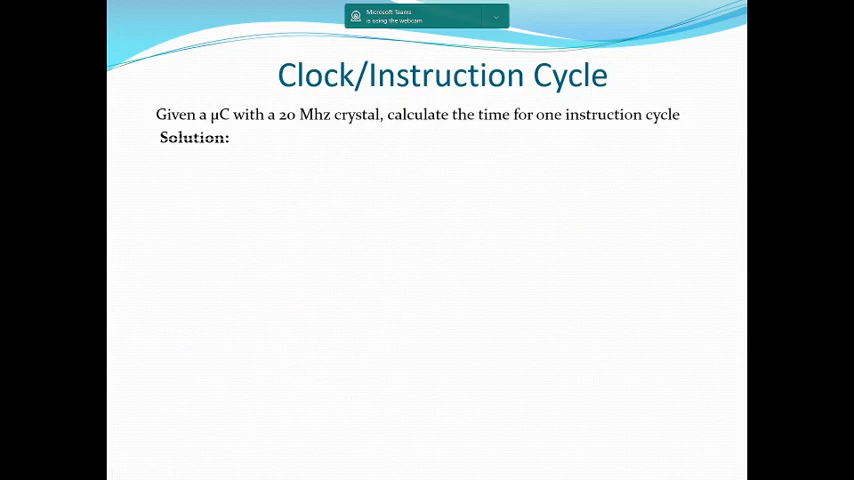 Microsoft Teams
is using the webcam
Clock/Instruction Cycle
Given a µC with a 20 Mhz crystal, calculate the time for one instruction cycle
Solution: